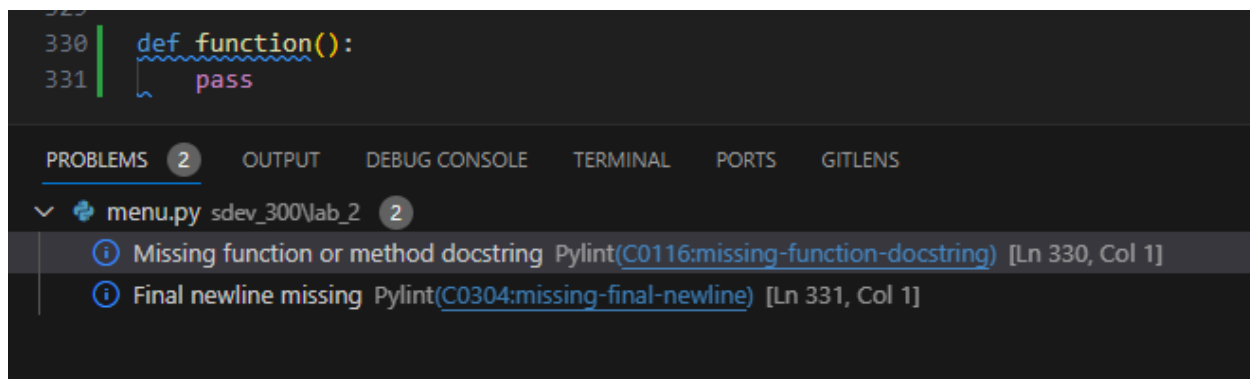 330 def function():
331 pass
PROBLEMS 2 OUTPUT DEBUG CONSOLE TERMINAL PORTS GITLENS
menu.py sdev_300\lab_2 2
Missing function or method docstring Pylint(C0116:missing-function-docstring) [Ln 330, Col 1]
Final newline missing Pylint(C0304:missing-final-newline) [Ln 331, Col 1]